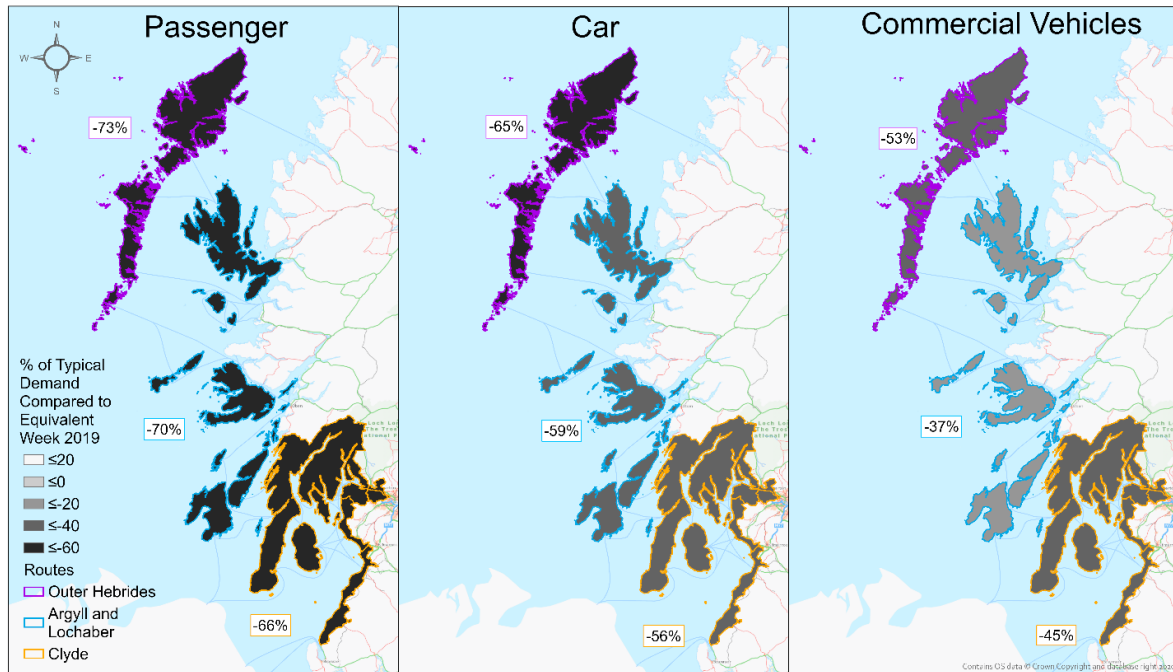 Passenger
Car
Commercial Vehicles
N
W
E
S
-73%
-65%
-53%
% of Typical
Demand
Compared to
Equivalent
Week 2019
≤20
≤0
≤-20
≤-40
≤-60
Routes
Outer Hebrides
Argyll and
Lochaber
Clyde
-70%
-59%
-37%
-66%
-56%
-45%
Contains OS data © Crown Copyright and database right